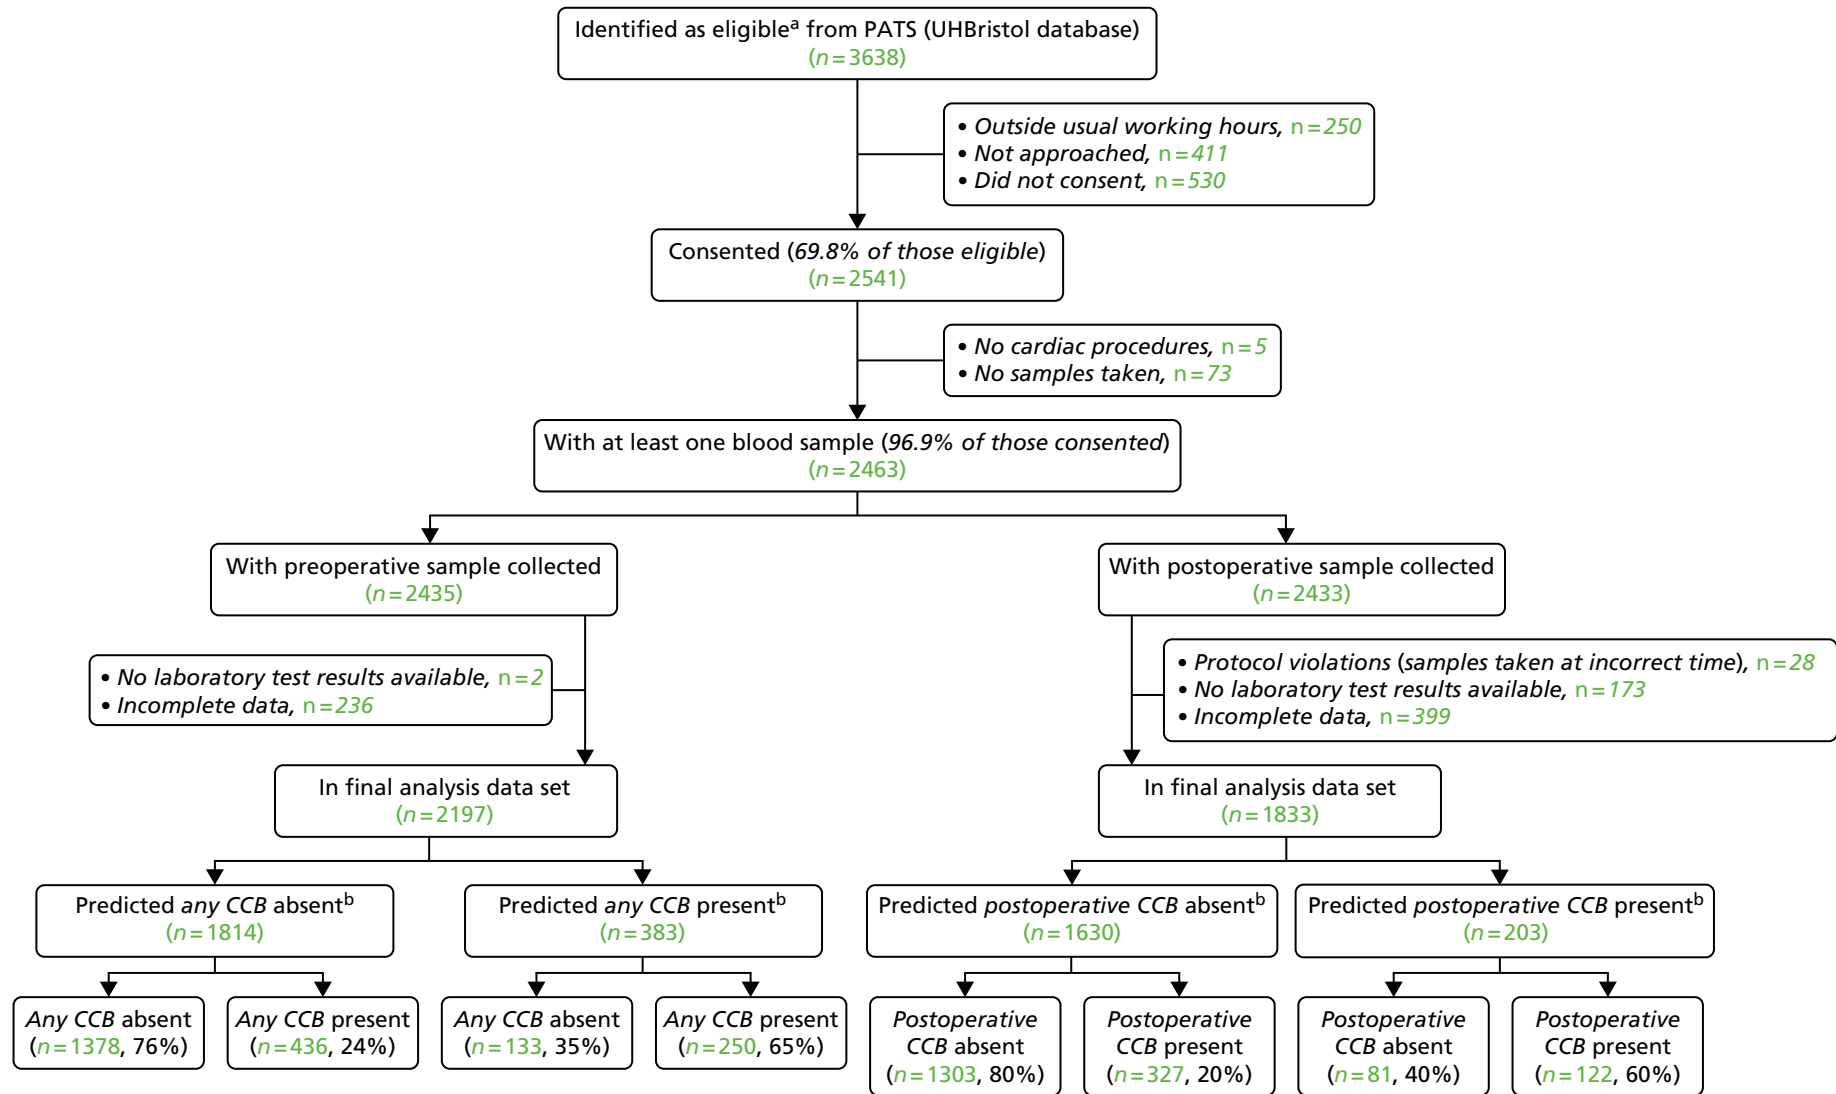 Identified as eligibleᵃ from PATS (UHBristol database)
(n=3638)
• Outside usual working hours, n=250
• Not approached, n=411
• Did not consent, n=530
Consented (69.8% of those eligible)
(n=2541)
• No cardiac procedures, n=5
• No samples taken, n=73
With at least one blood sample (96.9% of those consented)
(n=2463)
With preoperative sample collected
(n=2435)
With postoperative sample collected
(n=2433)
• No laboratory test results available, n=2
• Incomplete data, n=236
• Protocol violations (samples taken at incorrect time), n=28
• No laboratory test results available, n=173
• Incomplete data, n=399
In final analysis data set
(n=2197)
In final analysis data set
(n=1833)
Predicted any CCB absentᵇ
(n=1814)
Predicted any CCB presentᵇ
(n=383)
Predicted postoperative CCB absentᵇ
(n=1630)
Predicted postoperative CCB presentᵇ
(n=203)
Any CCB absent
(n=1378, 76%)
Any CCB present
(n=436, 24%)
Any CCB absent
(n=133, 35%)
Any CCB present
(n=250, 65%)
Postoperative
CCB absent
(n=1303, 80%)
Postoperative
CCB present
(n=327, 20%)
Postoperative
CCB absent
(n=81, 40%)
Postoperative
CCB present
(n=122, 60%)